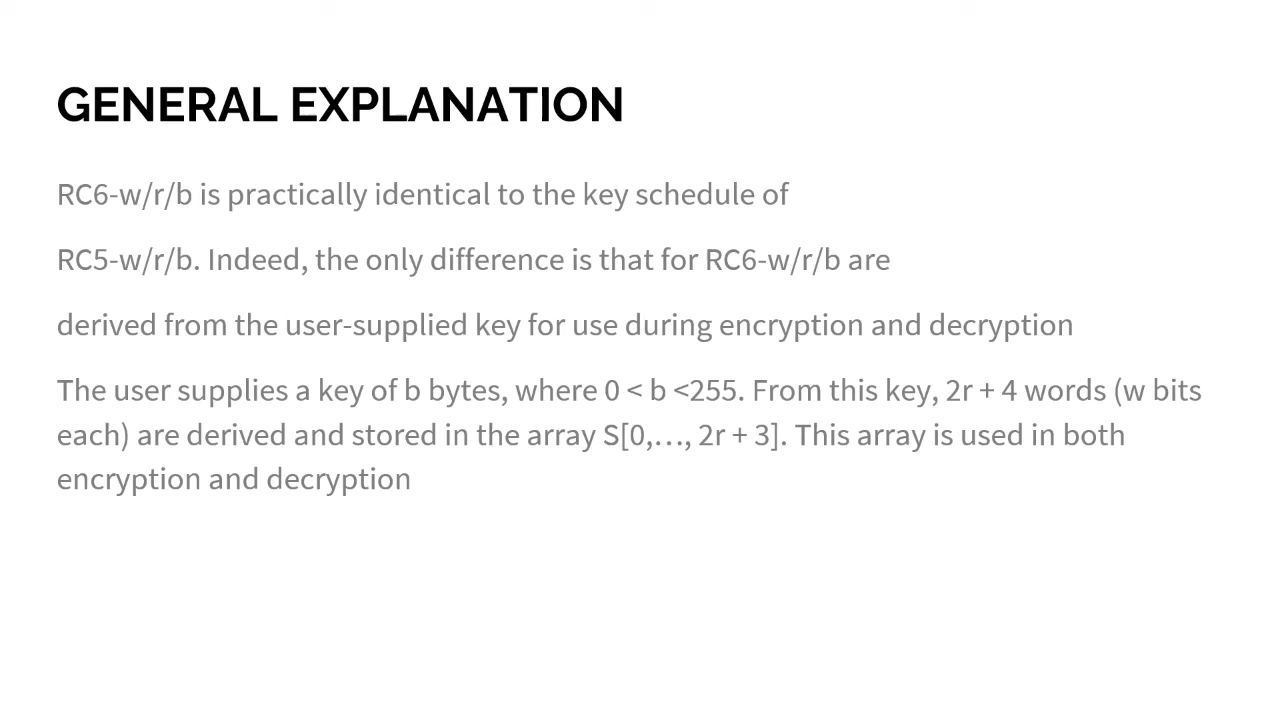 GENERAL EXPLANATION
RC6-w/r/b is practically identical to the key schedule of
RC5-w/r/b. Indeed, the only difference is that for RC6-w/r/b are
derived from the user-supplied key for use during encryption and decryption
The user supplies a key of b bytes, where 0 < b <255. From this key, 2r + 4 words (w bits
each) are derived and stored in the array S[0,…, 2r + 3]. This array is used in both
encryption and decryption